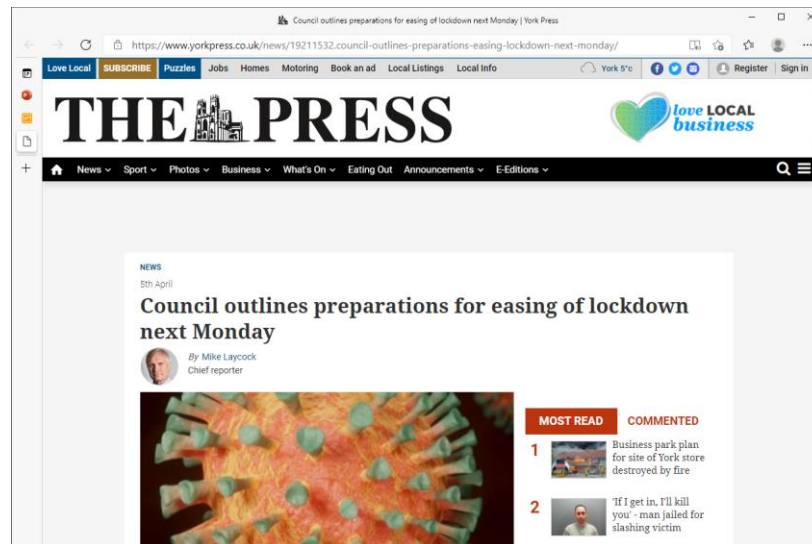 Council outlines preparations for easing of lockdown next Monday | York Press
https://www.yorkpress.co.uk/news/19211532.council-outlines-preparations-easing-lockdown-next-monday/
Love Local SUBSCRIBE Puzzles Jobs Homes Motoring Book an ad Local Listings Local Info York 5°c Register Sign in
THE PRESS
love LOCAL
business
News Sport Photos Business What's On Eating Out Announcements E-Editions
NEWS
5th April
Council outlines preparations for easing of lockdown
next Monday
By Mike Laycock
Chief reporter
MOST READ COMMENTED
1
Business park plan
for site of York store
destroyed by fire
2
'If I get in, I'll kill
you' - man jailed for
slashing victim